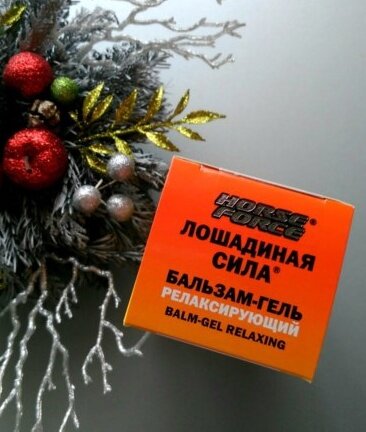 HORSE
FORCE®
ЛОШАДИНАЯ
СИЛА®
БАЛЬЗАМ-ГЕЛЬ
РЕЛАКСИРУЮЩИЙ
BALM-GEL RELAXING